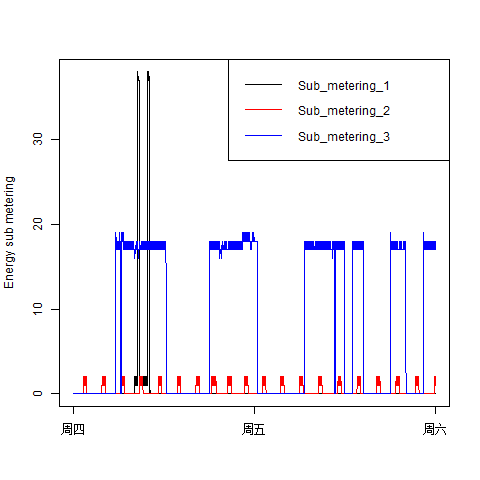 Sub_metering_1
Sub_metering_2
Sub_metering_3
Energy sub metering
30
20
10
0
周四 周五 周六